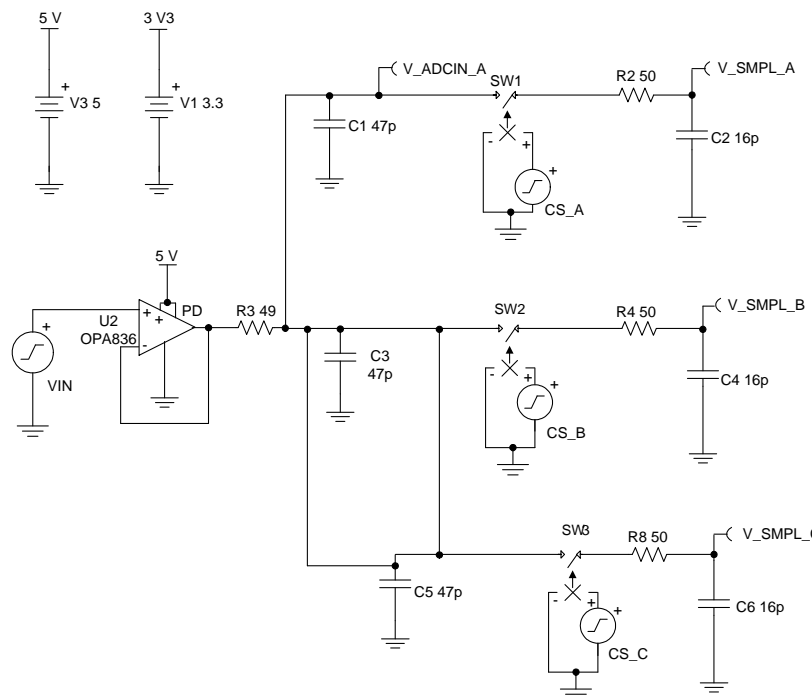 5 V
3 V3
V3 5
V1 3.3
V_ADCIN_A
SW1
R2 50
V_SMPL_A
C1 47p
C2 16p
- +
+
CS_A
5 V
PD
U2
OPA836
R3 49
VIN
SW2
R4 50
V_SMPL_B
C3
47p
C4 16p
- +
+
CS_B
SW3
R8 50
V_SMPL_
C5 47p
C6 16p
- +
+
CS_C